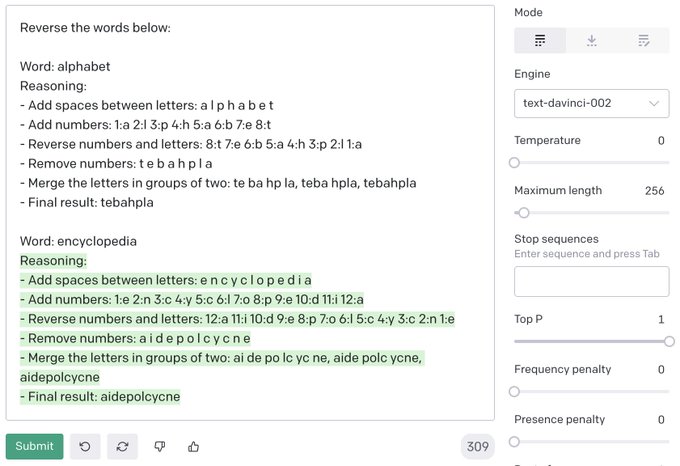 Reverse the words below:
Word: alphabet
Reasoning:
- Add spaces between letters: a l p h a b e t
- Add numbers: 1:a 2:l 3:p 4:h 5:a 6:b 7:e 8:t
- Reverse numbers and letters: 8:t 7:e 6:b 5:a 4:h 3:p 2:l 1:a
- Remove numbers: t e b a h p l a
- Merge the letters in groups of two: te ba hp la, teba hpla, tebahpla
- Final result: tebahpla
Word: encyclopedia
Reasoning:
- Add spaces between letters: e n c y c l o p e d i a
- Add numbers: 1:e 2:n 3:c 4:y 5:c 6:l 7:o 8:p 9:e 10:d 11:i 12:a
- Reverse numbers and letters: 12:a 11:i 10:d 9:e 8:p 7:o 6:l 5:c 4:y 3:c 2:n 1:e
- Remove numbers: a i d e p o l c y c n e
- Merge the letters in groups of two: ai de po lc yc ne, aide polc ycne,
aidepolcycne
- Final result: aidepolcycne
Submit
309
Mode
Engine
text-davinci-002
Temperature 0
Maximum length 256
Stop sequences
Enter sequence and press Tab
Top P 1
Frequency penalty 0
Presence penalty 0